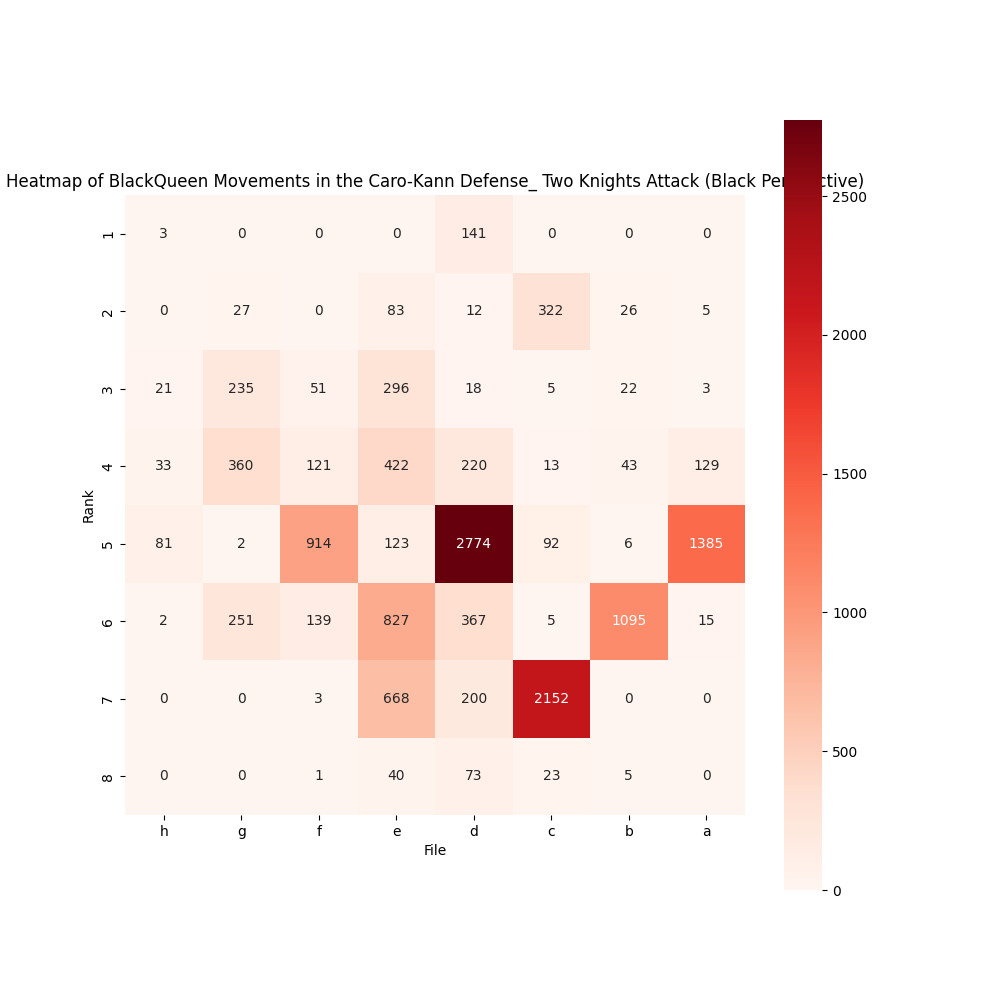 Heatmap of BlackQueen Movements in the Caro-Kann Defense_ Two Knights Attack (Black Pe ctive)
2500
1 3 0 0 0 141 0 0 0
2 0 27 0 83 12 322 26 5
2000
3 21 235 51 296 18 5 22 3
4 33 360 121 422 220 13 43 129
1500
Rank
5 81 2 914 123 2774 92 6 1385
1000
6 2 251 139 827 367 5 1095 15
7 0 0 3 668 200 2152 0 0
500
8 0 0 1 40 73 23 5 0
h g f e d c b a
File
0